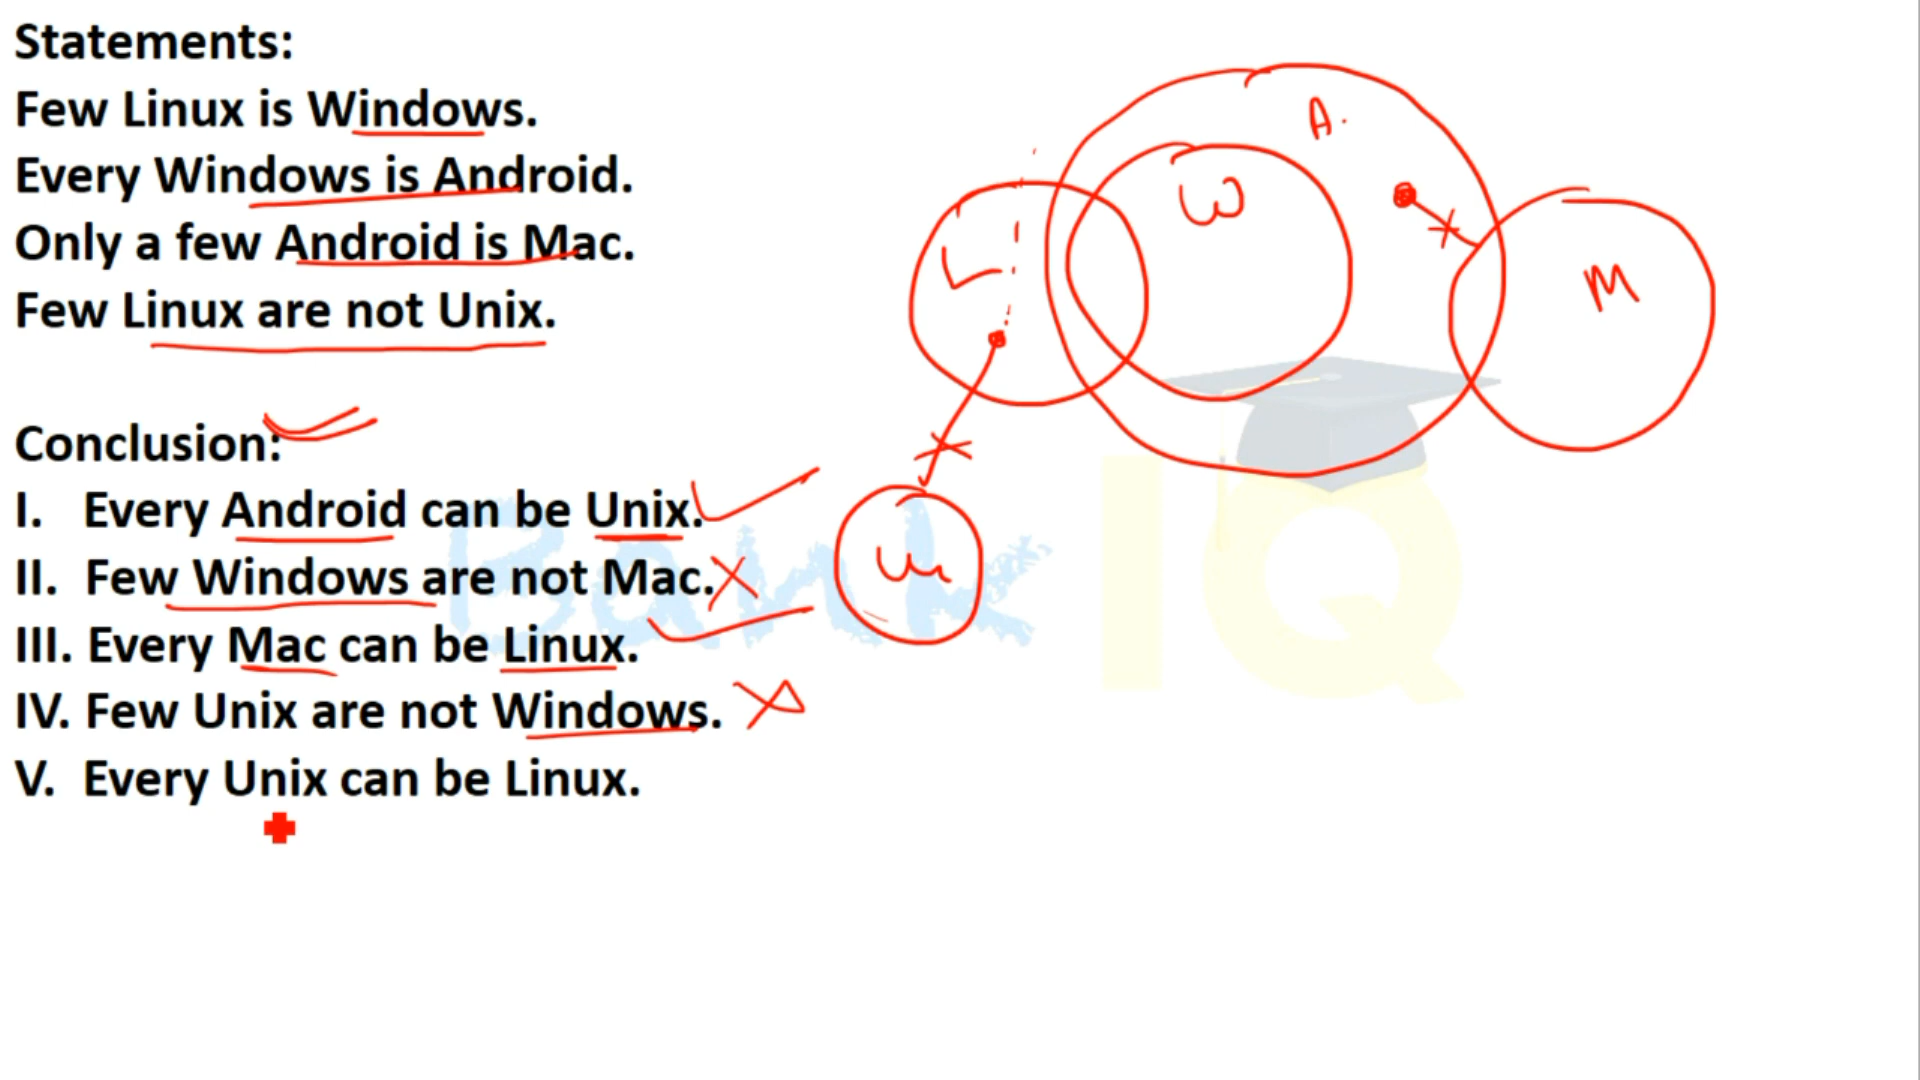 Statements:
Few Linux is Windows.
Every Windows is Android.
Only a few Android is Mac.
Few Linux are not Unix.
Conclusion:
I. Every Android can be Unix.
II. Few Windows are not Mac.
III. Every Mac can be Linux.
IV. Few Unix are not Windows.
V. Every Unix can be Linux.
A.
W
L
M
U
Bank IQ